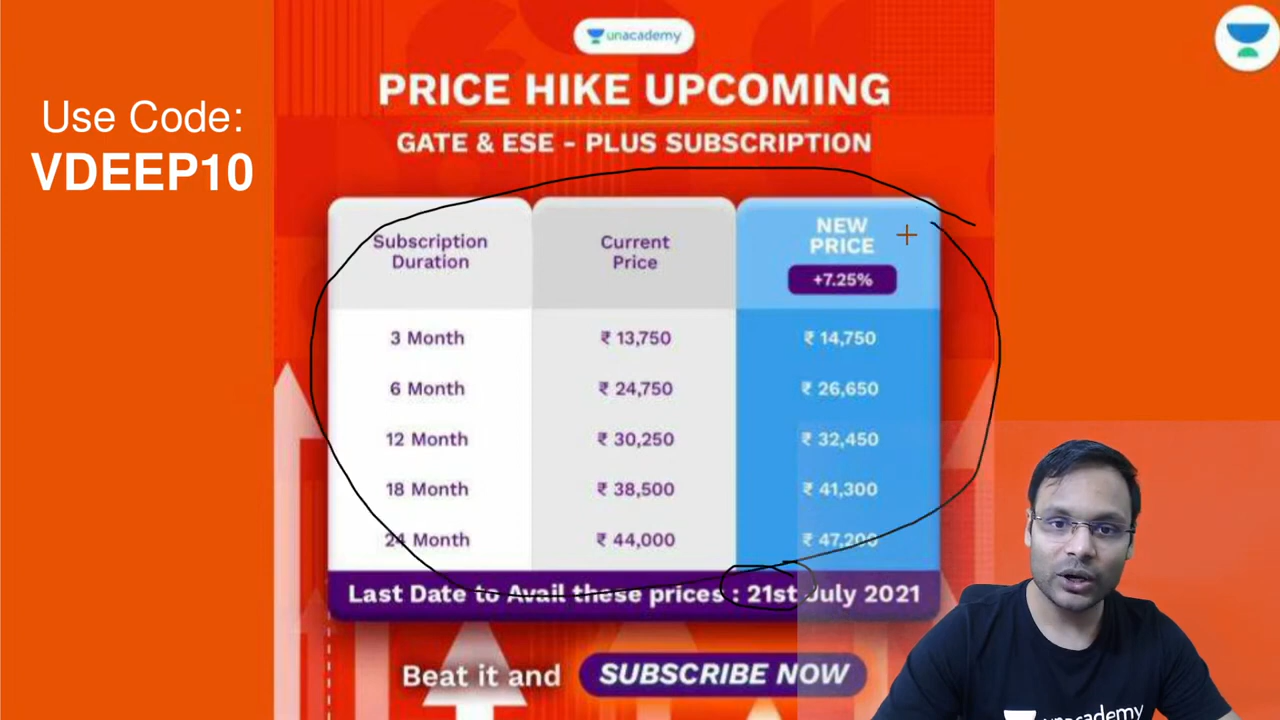 unacademy
PRICE HIKE UPCOMING
GATE & ESE - PLUS SUBSCRIPTION
Use Code:
VDEEP10
Subscription Duration Current Price NEW PRICE
+7.25%
3 Month ₹ 13,750 ₹ 14,750
6 Month ₹ 24,750 ₹ 26,650
12 Month ₹ 30,250 ₹ 32,450
18 Month ₹ 38,500 ₹ 41,300
24 Month ₹ 44,000 ₹ 47,200
Last Date to Avail these prices : 21st July 2021
Beat it and SUBSCRIBE NOW
unacademy